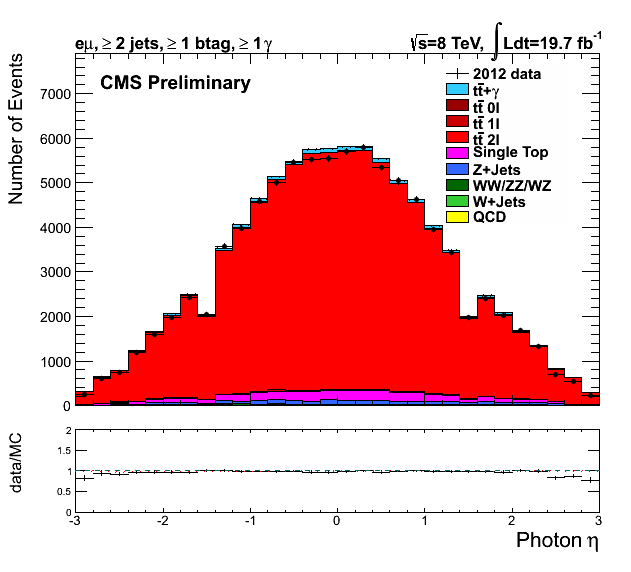 eμ, ≥ 2 jets, ≥ 1 btag, ≥ 1 γ
√s=8 TeV, ∫ Ldt=19.7 fb⁻¹
CMS Preliminary
Number of Events
7000
6000
5000
4000
3000
2000
1000
0
2012 data
tt̄+γ
tt̄ 0l
tt̄ 1l
tt̄ 2l
Single Top
Z+Jets
WW/ZZ/WZ
W+Jets
QCD
data/MC
2
1.5
1
0.5
0
-3 -2 -1 0 1 2 3
Photon η